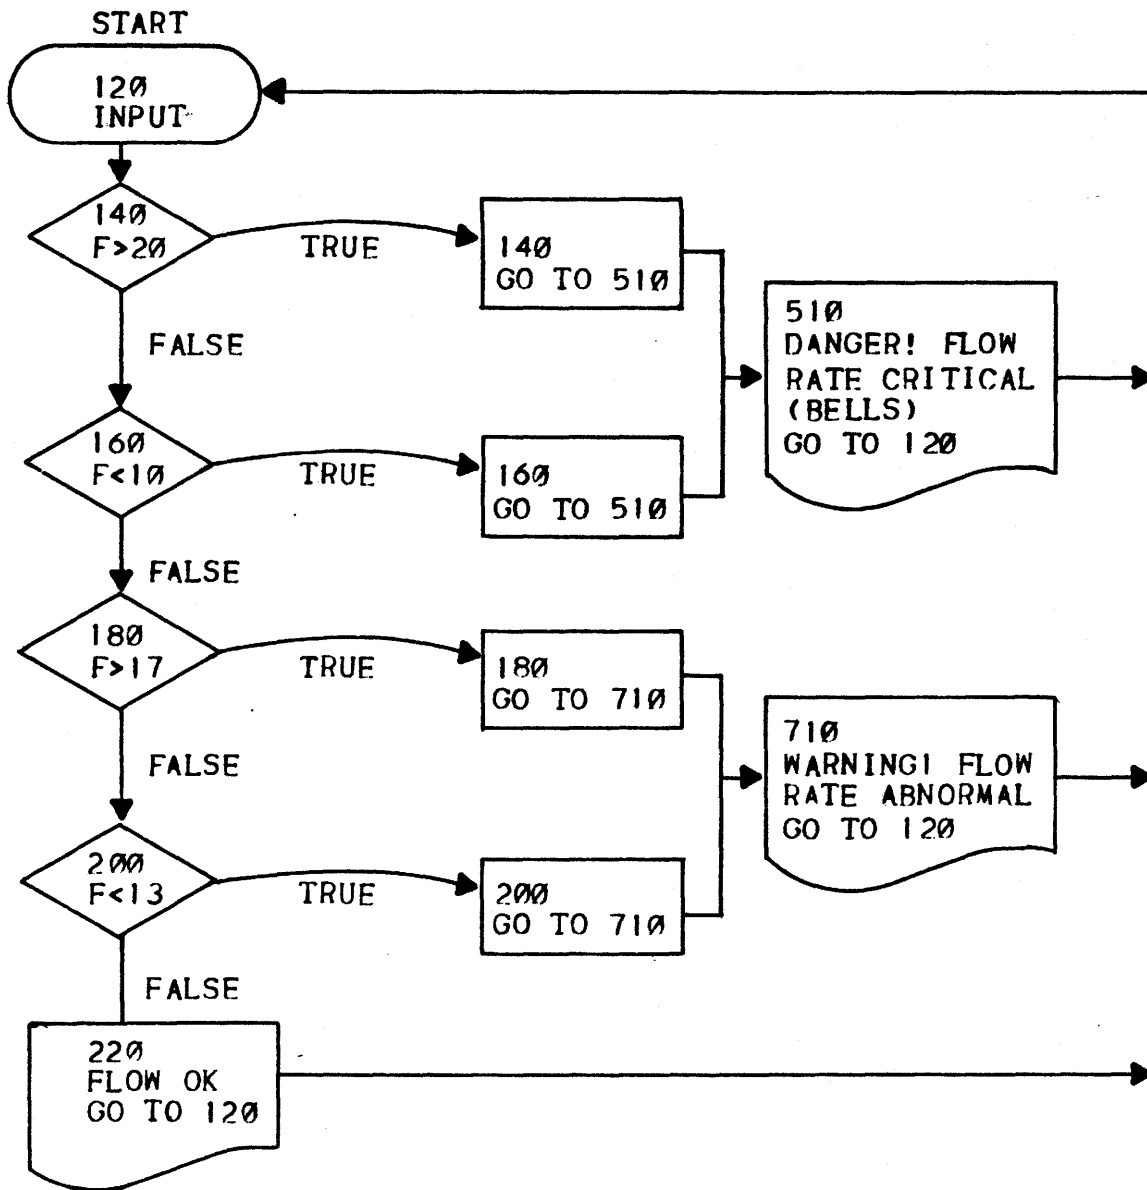 START
120
INPUT
140
F>20
TRUE
140
GO TO 510
FALSE
510
DANGER! FLOW
RATE CRITICAL
(BELLS)
GO TO 120
160
F<10
TRUE
160
GO TO 510
FALSE
180
F>17
TRUE
180
GO TO 710
FALSE
710
WARNING! FLOW
RATE ABNORMAL
GO TO 120
200
F<13
TRUE
200
GO TO 710
FALSE
220
FLOW OK
GO TO 120